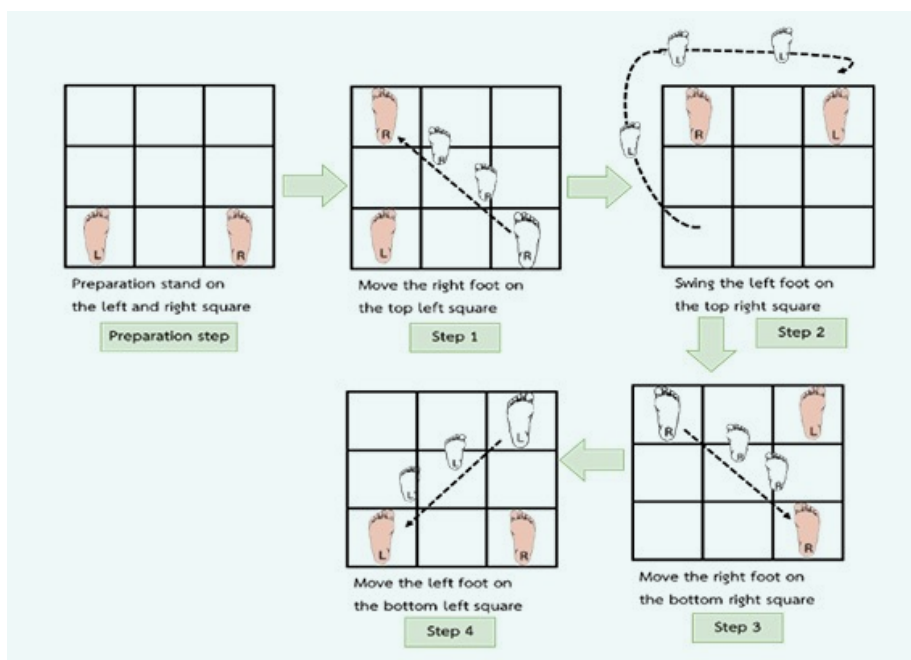 L
R
Preparation stand on
the left and right square
Preparation step
R
R
R
L
R
Move the right foot on
the top left square
Step 1
L
L
L
R
L
Swing the left foot on
the top right square
Step 2
R
L
R
R
R
Move the right foot on
the bottom right square
Step 3
L
L
L
L
R
Move the left foot on
the bottom left square
Step 4